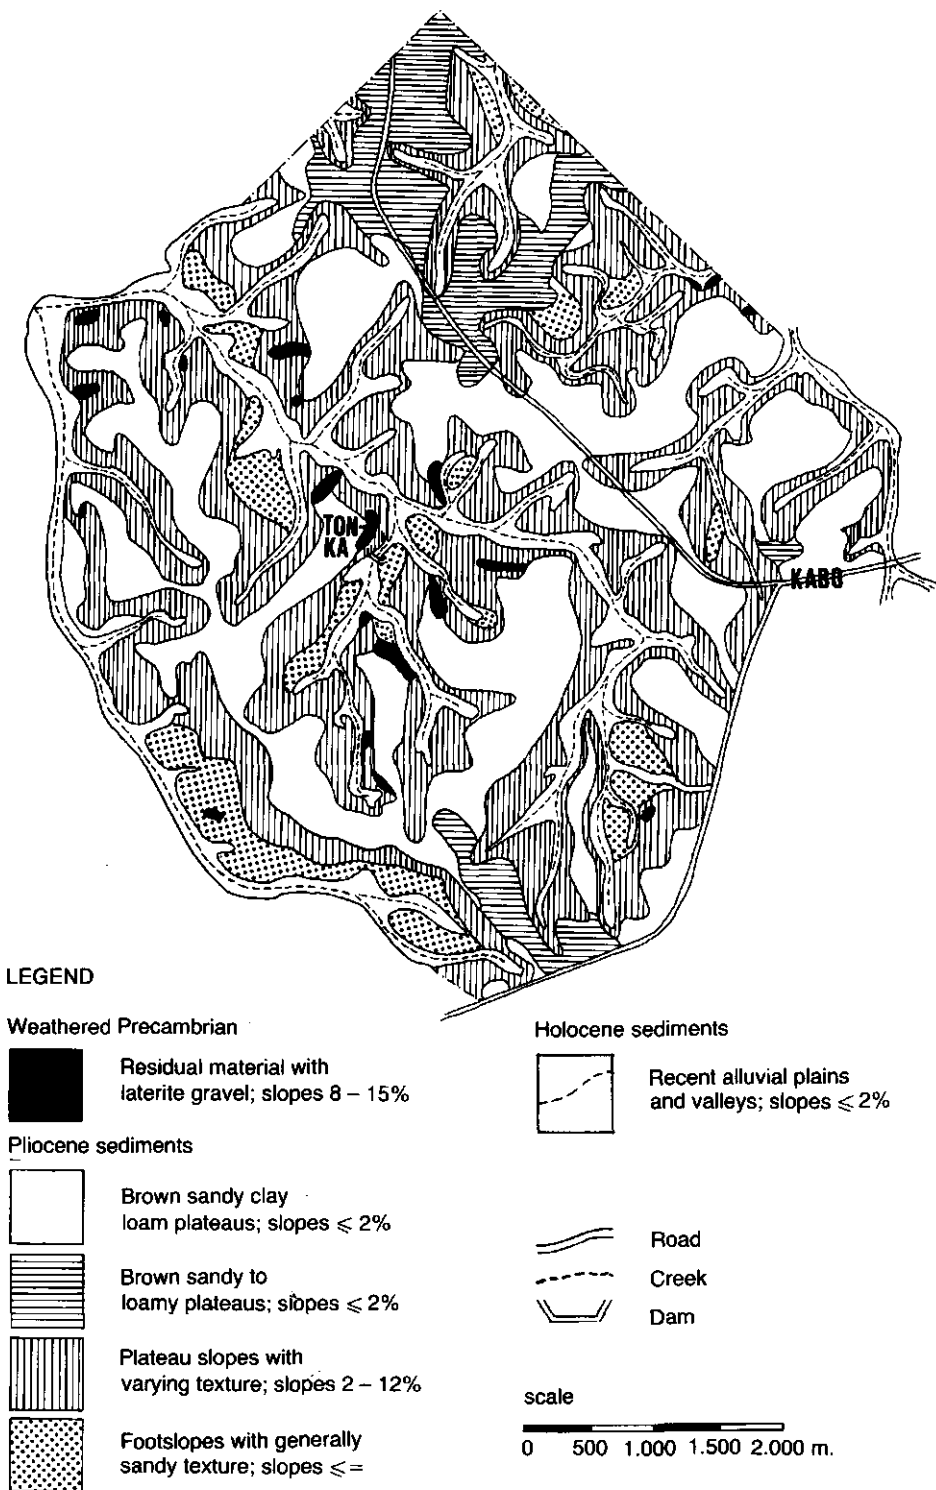 TON-
KA
KABO
LEGEND
Weathered Precambrian
Residual material with
laterite gravel; slopes 8 – 15%
Pliocene sediments
Brown sandy clay
loam plateaus; slopes ⩽ 2%
Brown sandy to
loamy plateaus; slopes ⩽ 2%
Plateau slopes with
varying texture; slopes 2 – 12%
Footslopes with generally
sandy texture; slopes ⩽ =
Holocene sediments
Recent alluvial plains
and valleys; slopes ⩽ 2%
Road
Creek
Dam
scale
0 500 1.000 1.500 2.000 m.